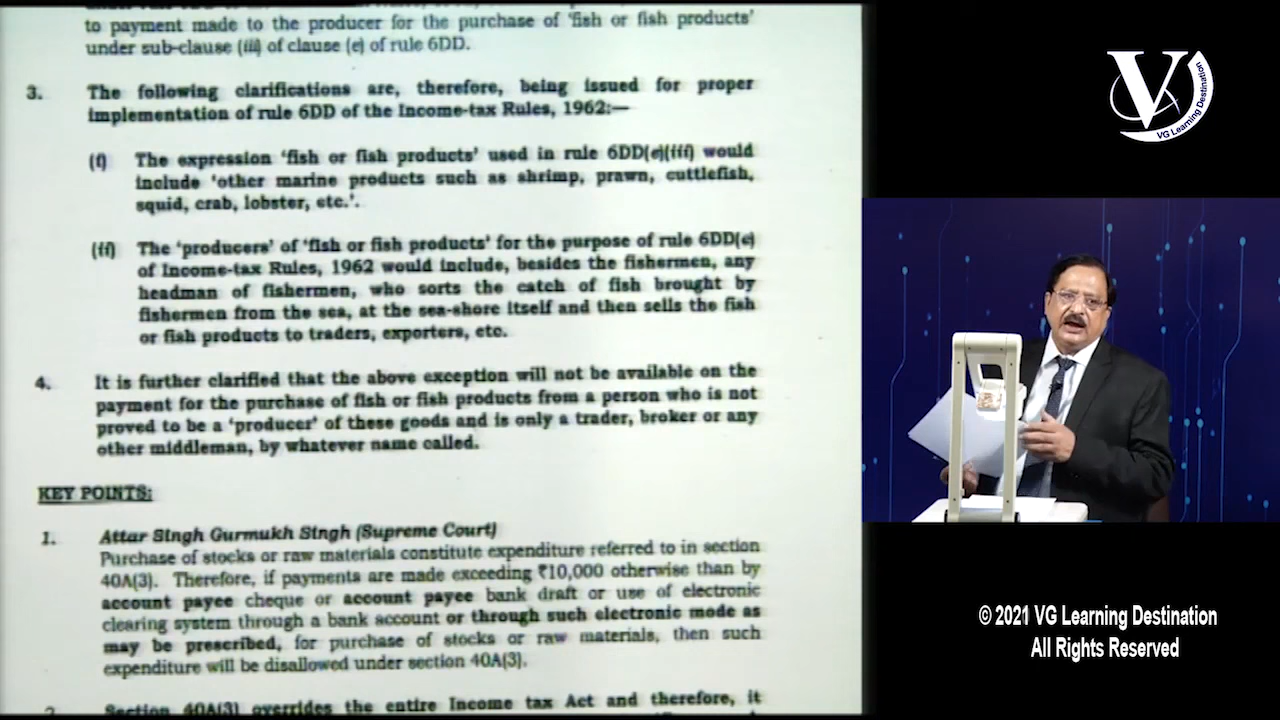 to payment made to the producer for the purchase of 'fish or fish products'
under sub-clause (iii) of clause (e) of rule 6DD.
3. The following clarifications are, therefore, being issued for proper
implementation of rule 6DD of the Income-tax Rules, 1962:—
(i) The expression 'fish or fish products' used in rule 6DD(e)(iii) would
include 'other marine products such as shrimp, prawn, cuttlefish,
squid, crab, lobster, etc.'.
(ii) The 'producers' of 'fish or fish products' for the purpose of rule 6DD(e)
of Income-tax Rules, 1962 would include, besides the fishermen, any
headman of fishermen, who sorts the catch of fish brought by
fishermen from the sea, at the sea-shore itself and then sells the fish
or fish products to traders, exporters, etc.
4. It is further clarified that the above exception will not be available on the
payment for the purchase of fish or fish products from a person who is not
proved to be a 'producer' of these goods and is only a trader, broker or any
other middleman, by whatever name called.
KEY POINTS:
1. Attar Singh Gurmukh Singh (Supreme Court)
Purchase of stocks or raw materials constitute expenditure referred to in section
40A(3). Therefore, if payments are made exceeding ₹10,000 otherwise than by
account payee cheque or account payee bank draft or use of electronic
clearing system through a bank account or through such electronic mode as
may be prescribed, for purchase of stocks or raw materials, then such
expenditure will be disallowed under section 40A(3).
2. Section 40A(3) overrides the entire Income tax Act and therefore, it
V
VG Learning Destination
© 2021 VG Learning Destination
All Rights Reserved